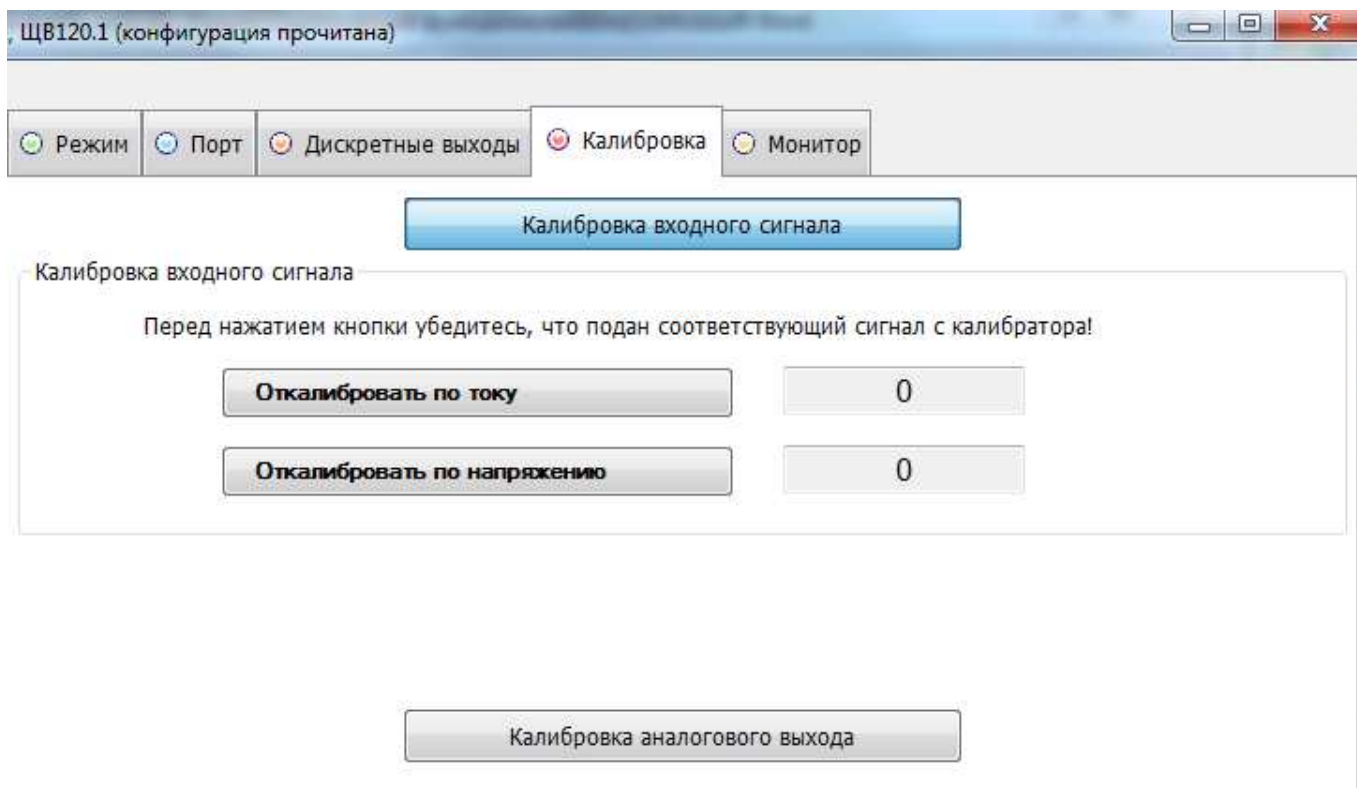 , ЩВ120.1 (конфигурация прочитана)
Режим
Порт
Дискретные выходы
Калибровка
Монитор
Калибровка входного сигнала
Калибровка входного сигнала
Перед нажатием кнопки убедитесь, что подан соответствующий сигнал с калибратора!
Откалибровать по току
0
Откалибровать по напряжению
0
Калибровка аналогового выхода